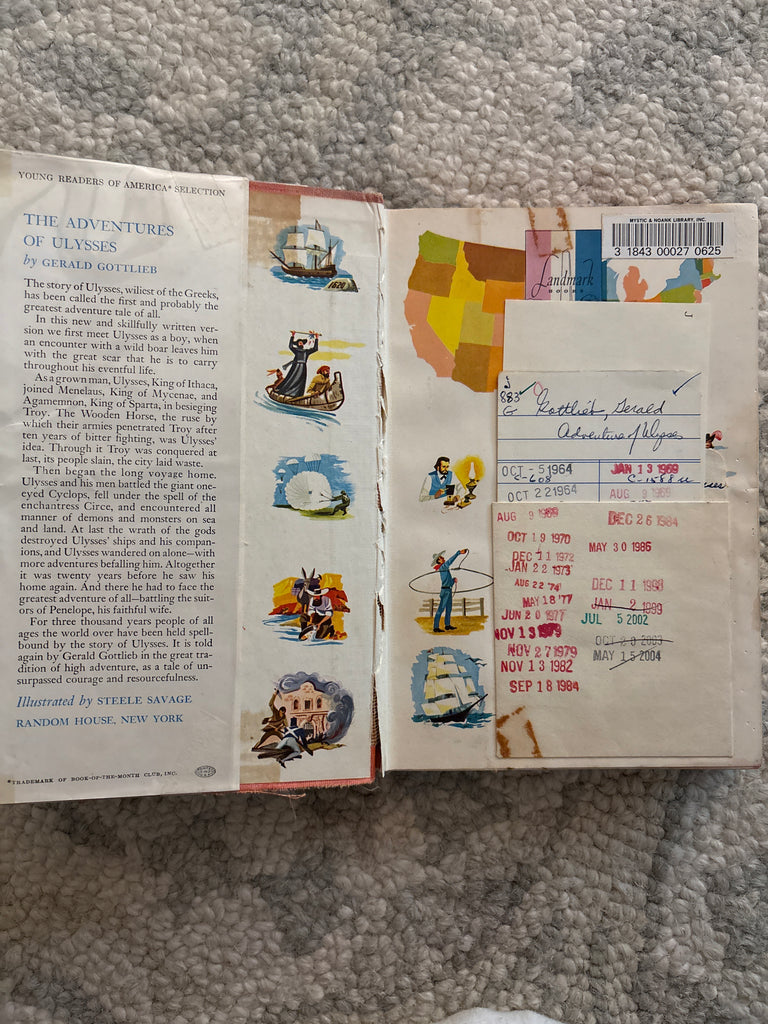 YOUNG READERS OF AMERICA* SELECTION
THE ADVENTURES
OF ULYSSES
by GERALD GOTTLIEB
The story of Ulysses, wiliest of the Greeks,
has been called the first and probably the
greatest adventure tale of all.
In this new and skillfully written ver-
sion we first meet Ulysses as a boy, when
an encounter with a wild boar leaves him
with the great scar that he is to carry
throughout his eventful life.
As a grown man, Ulysses, King of Ithaca,
joined Menelaus, King of Mycenae, and
Agamemnon, King of Sparta, in besieging
Troy. The Wooden Horse, the ruse by
which their armies penetrated Troy after
ten years of bitter fighting, was Ulysses'
idea. Through it Troy was conquered at
last, its people slain, the city laid waste.
Then began the long voyage home.
Ulysses and his men battled the giant one-
eyed Cyclops, fell under the spell of the
enchantress Circe, and encountered all
manner of demons and monsters on sea
and land. At last the wrath of the gods
destroyed Ulysses' ships and his compan-
ions, and Ulysses wandered on alone—with
more adventures befalling him. Altogether
it was twenty years before he saw his
home again. And there he had to face the
greatest adventure of all—battling the suit-
ors of Penelope, his faithful wife.
For three thousand years people of all
ages the world over have been held spell-
bound by the story of Ulysses. It is told
again by Gerald Gottlieb in the great tra-
dition of high adventure, as a tale of un-
surpassed courage and resourcefulness.
Illustrated by STEELE SAVAGE
RANDOM HOUSE, NEW YORK
*TRADEMARK OF BOOK-OF-THE-MONTH CLUB, INC.
1620
MYSTIC & NOANK LIBRARY, INC.
3 1843 00027 0625
Landmark
BOOKS
J
883
G
Gottlieb, Gerald
Adventure of Ulysses
OCT - 5 1964
JAN 13 1969
C-608
C-1588
OCT 22 1964
AUG 9 1969
AUG 9 1969
DEC 26 1984
OCT 19 1970
MAY 30 1986
DEC 11 1972
JAN 22 1973
AUG 22 '74
DEC 11 1998
MAY 18 '77
JAN 2 1999
JUN 20 1977
JUL 5 2002
NOV 13 1979
OCT 20 2003
NOV 27 1979
MAY 15 2004
NOV 13 1982
SEP 18 1984